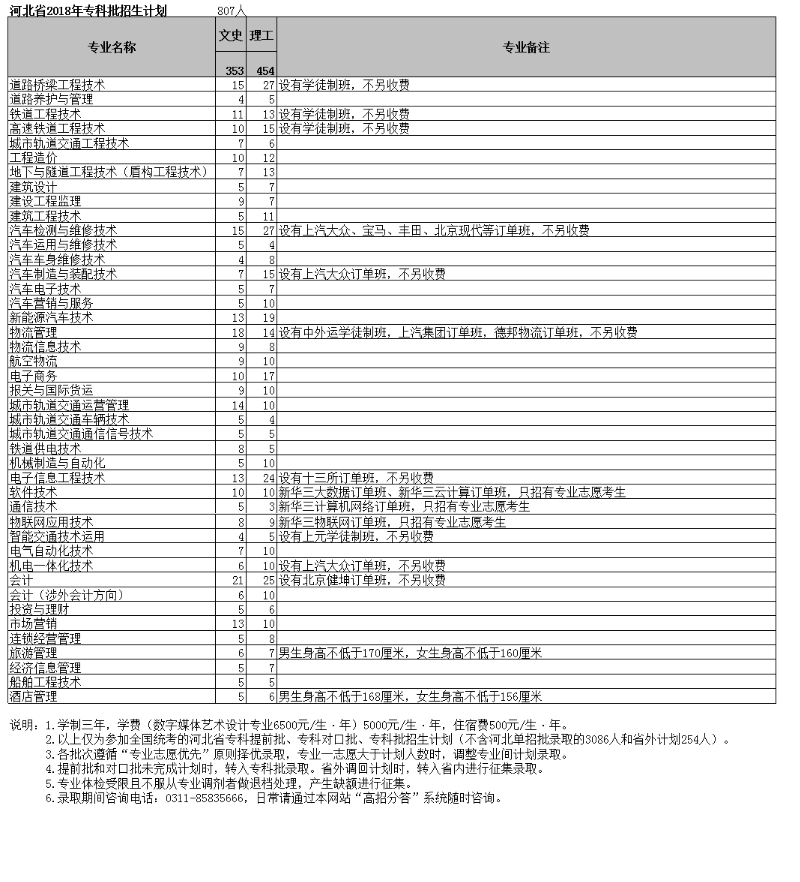 河北省2018年专科批招生计划 807人
专业名称 文史 理工 专业备注
353 454
道路桥梁工程技术 15 27 设有学徒制班，不另收费
道路养护与管理 4 5
铁道工程技术 11 13 设有学徒制班，不另收费
高速铁道工程技术 10 15 设有学徒制班，不另收费
城市轨道交通工程技术 7 6
工程造价 10 12
地下与隧道工程技术（盾构工程技术） 7 13
建筑设计 5 7
建设工程监理 9 7
建筑工程技术 5 11
汽车检测与维修技术 15 27 设有上汽大众、宝马、丰田、北京现代等订单班，不另收费
汽车运用与维修技术 5 4
汽车车身维修技术 4 8
汽车制造与装配技术 7 15 设有上汽大众订单班，不另收费
汽车电子技术 5 7
汽车营销与服务 5 10
新能源汽车技术 13 19
物流管理 18 14 设有中外运学徒制班，上汽集团订单班，德邦物流订单班，不另收费
物流信息技术 9 8
航空物流 9 10
电子商务 10 17
报关与国际货运 9 10
城市轨道交通运营管理 14 10
城市轨道交通车辆技术 5 4
城市轨道交通通信信号技术 5 5
铁道供电技术 8 5
机械制造与自动化 5 10
电子信息工程技术 13 24 设有十三所订单班，不另收费
软件技术 10 10 新华三大数据订单班、新华三云计算订单班，只招有专业志愿考生
通信技术 5 3 新华三计算机网络订单班，只招有专业志愿考生
物联网应用技术 8 9 新华三物联网订单班，只招有专业志愿考生
智能交通技术运用 4 5 设有上元学徒制班，不另收费
电气自动化技术 7 10
机电一体化技术 6 10 设有上汽大众订单班，不另收费
会计 21 25 设有北京健坤订单班，不另收费
会计（涉外会计方向） 6 10
投资与理财 5 6
市场营销 13 10
连锁经营管理 5 8
旅游管理 6 7 男生身高不低于170厘米，女生身高不低于160厘米
经济信息管理 5 7
船舶工程技术 5 5
酒店管理 5 6 男生身高不低于168厘米，女生身高不低于156厘米
说明：1.学制三年，学费（数字媒体艺术设计专业6500元/生·年）5000元/生·年，住宿费500元/生·年。
2.以上仅为参加全国统考的河北省专科提前批、专科对口批、专科批招生计划（不含河北单招批录取的3086人和省外计划254人）。
3.各批次遵循“专业志愿优先”原则择优录取，专业一志愿大于计划人数时，调整专业间计划录取。
4.提前批和对口批未完成计划时，转入专科批录取。省外调回计划时，转入省内进行征集录取。
5.专业体检受限且不服从专业调剂者做退档处理，产生缺额进行征集。
6.录取期间咨询电话：0311-85835666，日常请通过本网站“高招分答”系统随时咨询。